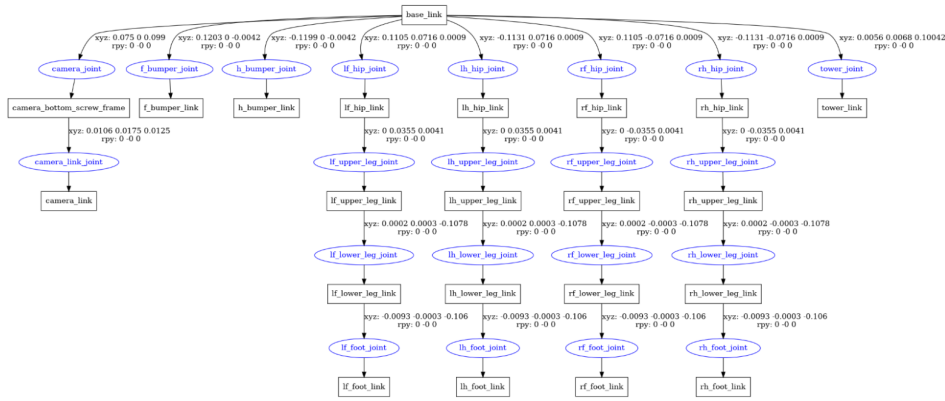 base_link
xyz: 0.075 0 0.099
rpy: 0 -0 0
xyz: 0.1203 0 -0.0042
rpy: 0 -0 0
xyz: -0.1199 0 -0.0042
rpy: 0 -0 0
xyz: 0.1105 0.0716 0.0009
rpy: 0 -0 0
xyz: -0.1131 0.0716 0.0009
rpy: 0 -0 0
xyz: 0.1105 -0.0716 0.0009
rpy: 0 -0 0
xyz: -0.1131 -0.0716 0.0009
rpy: 0 -0 0
xyz: 0.0056 0.0068 0.10042
rpy: 0 -0 0
camera_joint
f_bumper_joint
h_bumper_joint
lf_hip_joint
lh_hip_joint
rf_hip_joint
rh_hip_joint
tower_joint
camera_bottom_screw_frame
f_bumper_link
h_bumper_link
lf_hip_link
lh_hip_link
rf_hip_link
rh_hip_link
tower_link
xyz: 0.0106 0.0175 0.0125
rpy: 0 -0 0
xyz: 0 0.0355 0.0041
rpy: 0 -0 0
xyz: 0 0.0355 0.0041
rpy: 0 -0 0
xyz: 0 -0.0355 0.0041
rpy: 0 -0 0
xyz: 0 -0.0355 0.0041
rpy: 0 -0 0
camera_link_joint
lf_upper_leg_joint
lh_upper_leg_joint
rf_upper_leg_joint
rh_upper_leg_joint
camera_link
lf_upper_leg_link
lh_upper_leg_link
rf_upper_leg_link
rh_upper_leg_link
xyz: 0.0002 0.0003 -0.1078
rpy: 0 -0 0
xyz: 0.0002 0.0003 -0.1078
rpy: 0 -0 0
xyz: 0.0002 -0.0003 -0.1078
rpy: 0 -0 0
xyz: 0.0002 -0.0003 -0.1078
rpy: 0 -0 0
lf_lower_leg_joint
lh_lower_leg_joint
rf_lower_leg_joint
rh_lower_leg_joint
lf_lower_leg_link
lh_lower_leg_link
rf_lower_leg_link
rh_lower_leg_link
xyz: -0.0093 -0.0003 -0.106
rpy: 0 -0 0
xyz: -0.0093 -0.0003 -0.106
rpy: 0 -0 0
xyz: -0.0093 -0.0003 -0.106
rpy: 0 -0 0
xyz: -0.0093 -0.0003 -0.106
rpy: 0 -0 0
lf_foot_joint
lh_foot_joint
rf_foot_joint
rh_foot_joint
lf_foot_link
lh_foot_link
rf_foot_link
rh_foot_link